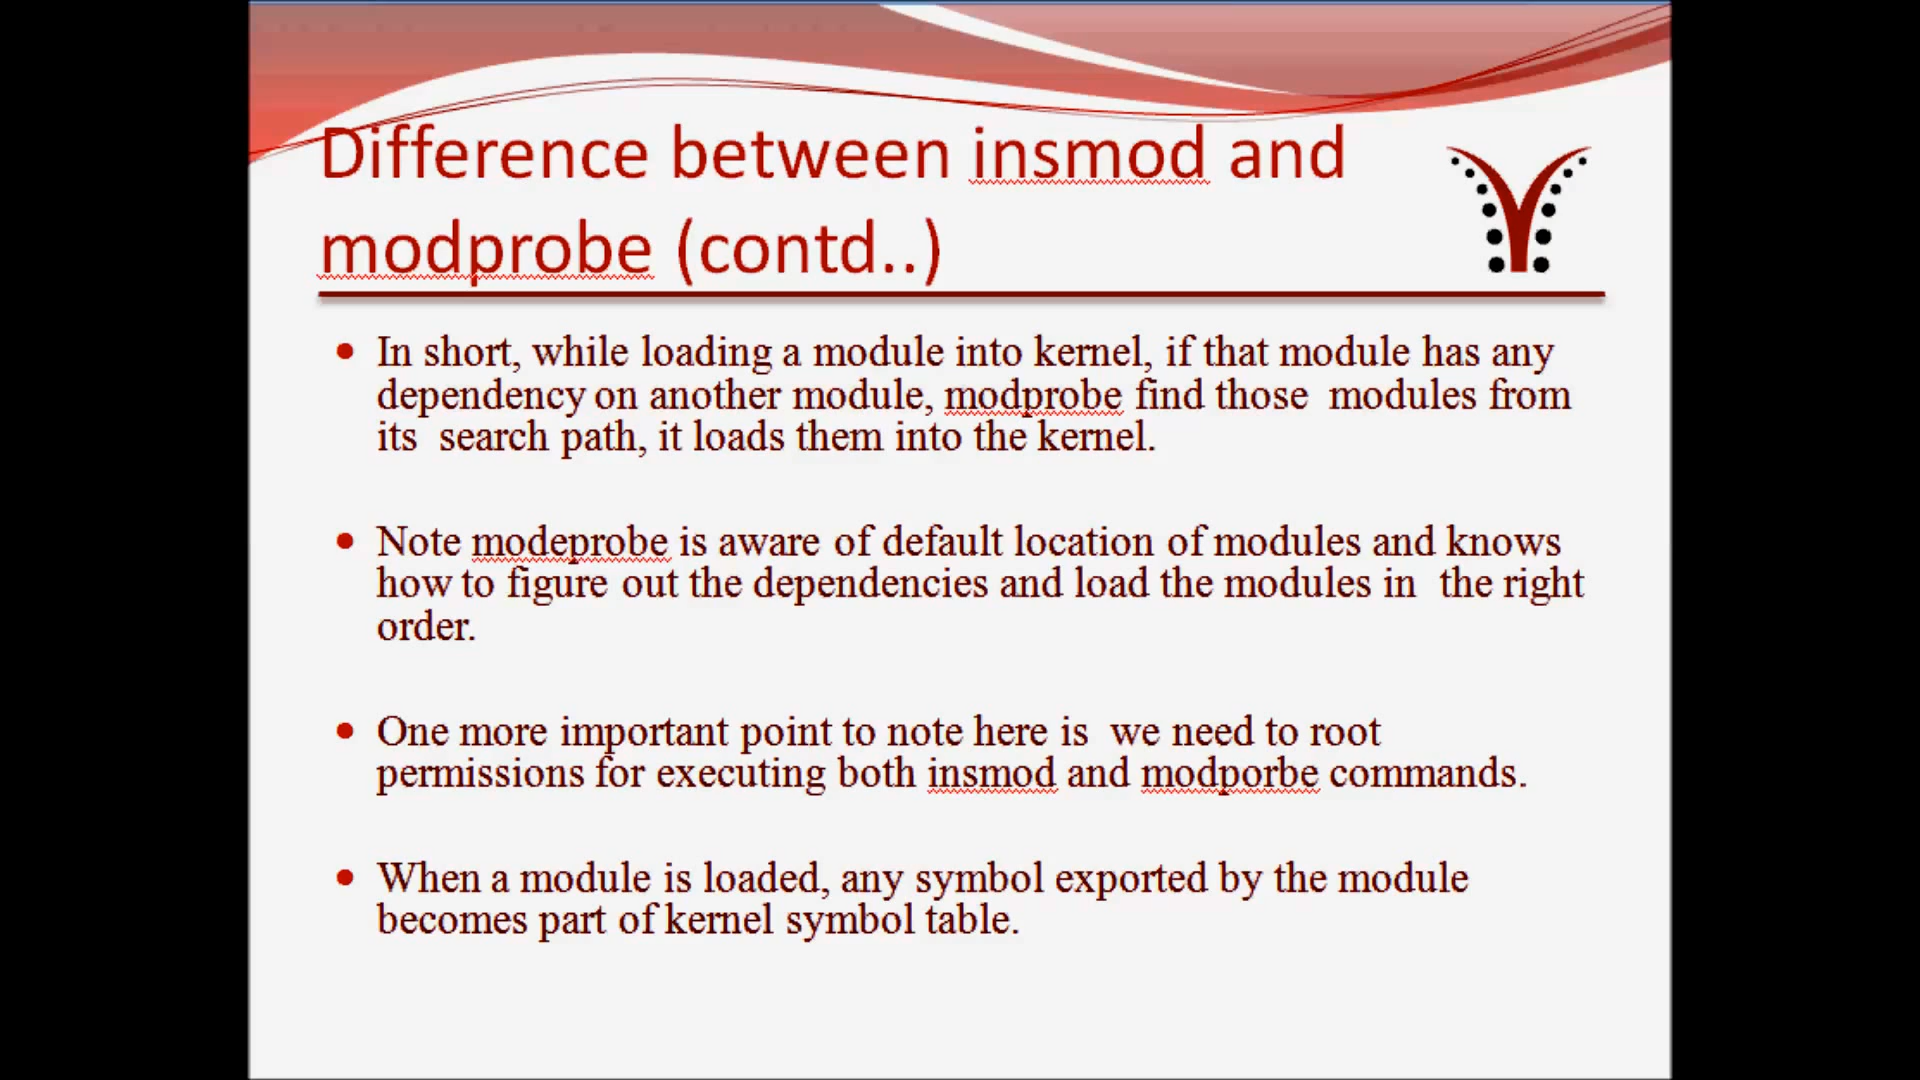 Difference between insmod and
modprobe (contd..)
In short, while loading a module into kernel, if that module has any
dependency on another module, modprobe find those modules from
its search path, it loads them into the kernel.
Note modeprobe is aware of default location of modules and knows
how to figure out the dependencies and load the modules in the right
order.
One more important point to note here is we need to root
permissions for executing both insmod and modporbe commands.
When a module is loaded, any symbol exported by the module
becomes part of kernel symbol table.